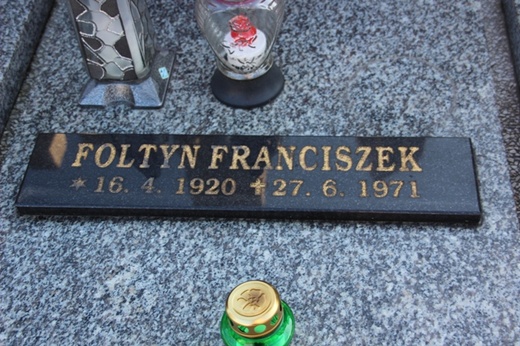 FOLTYN FRANCISZEK
* 16. 4. 1920 ✝ 27. 6. 1971